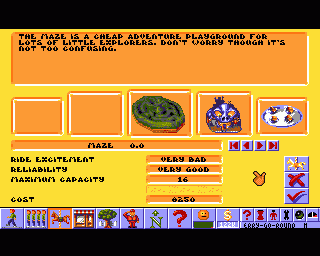 THE MAZE IS A CHEAP ADVENTURE PLAYGROUND FOR
LOTS OF LITTLE EXPLORERS. DON'T WORRY THOUGH IT'S
NOT TOO CONFUSING.
MAZE 0.0
RIDE EXCITEMENT VERY BAD
RELIABILITY VERY GOOD
MAXIMUM CAPACITY 16
COST 6250